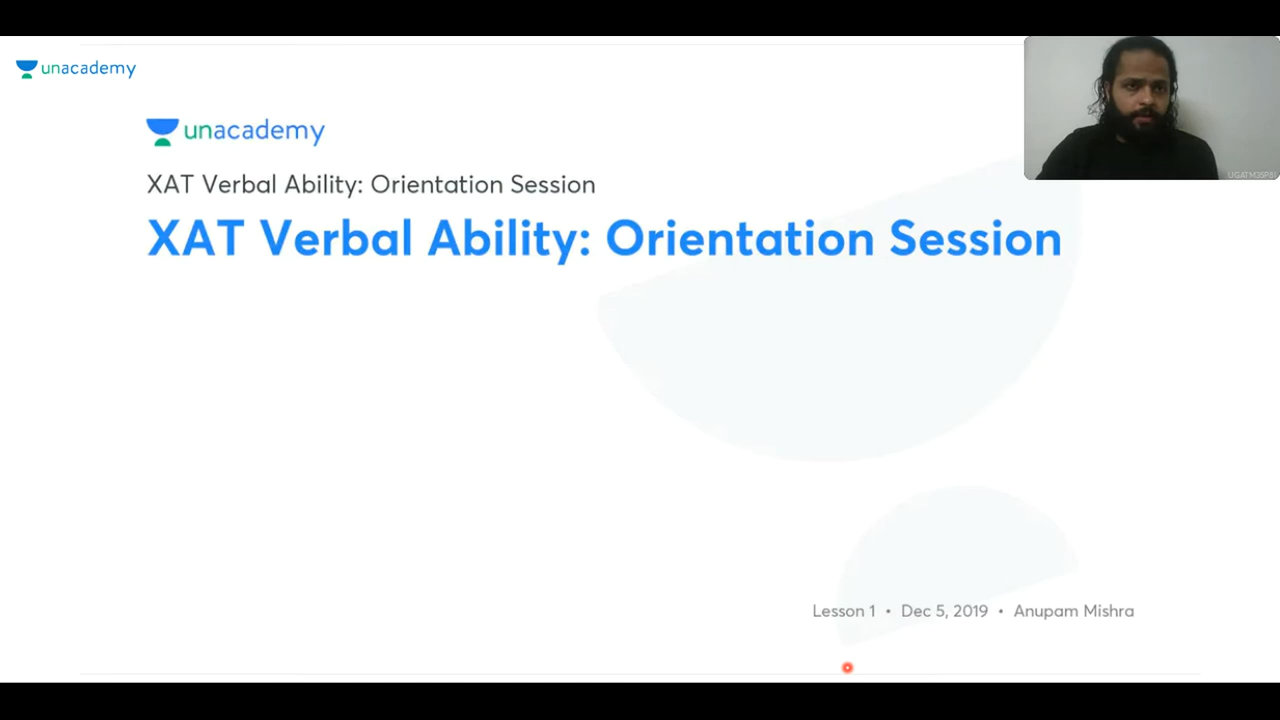 unacademy
unacademy
XAT Verbal Ability: Orientation Session
XAT Verbal Ability: Orientation Session
Lesson 1 • Dec 5, 2019 • Anupam Mishra